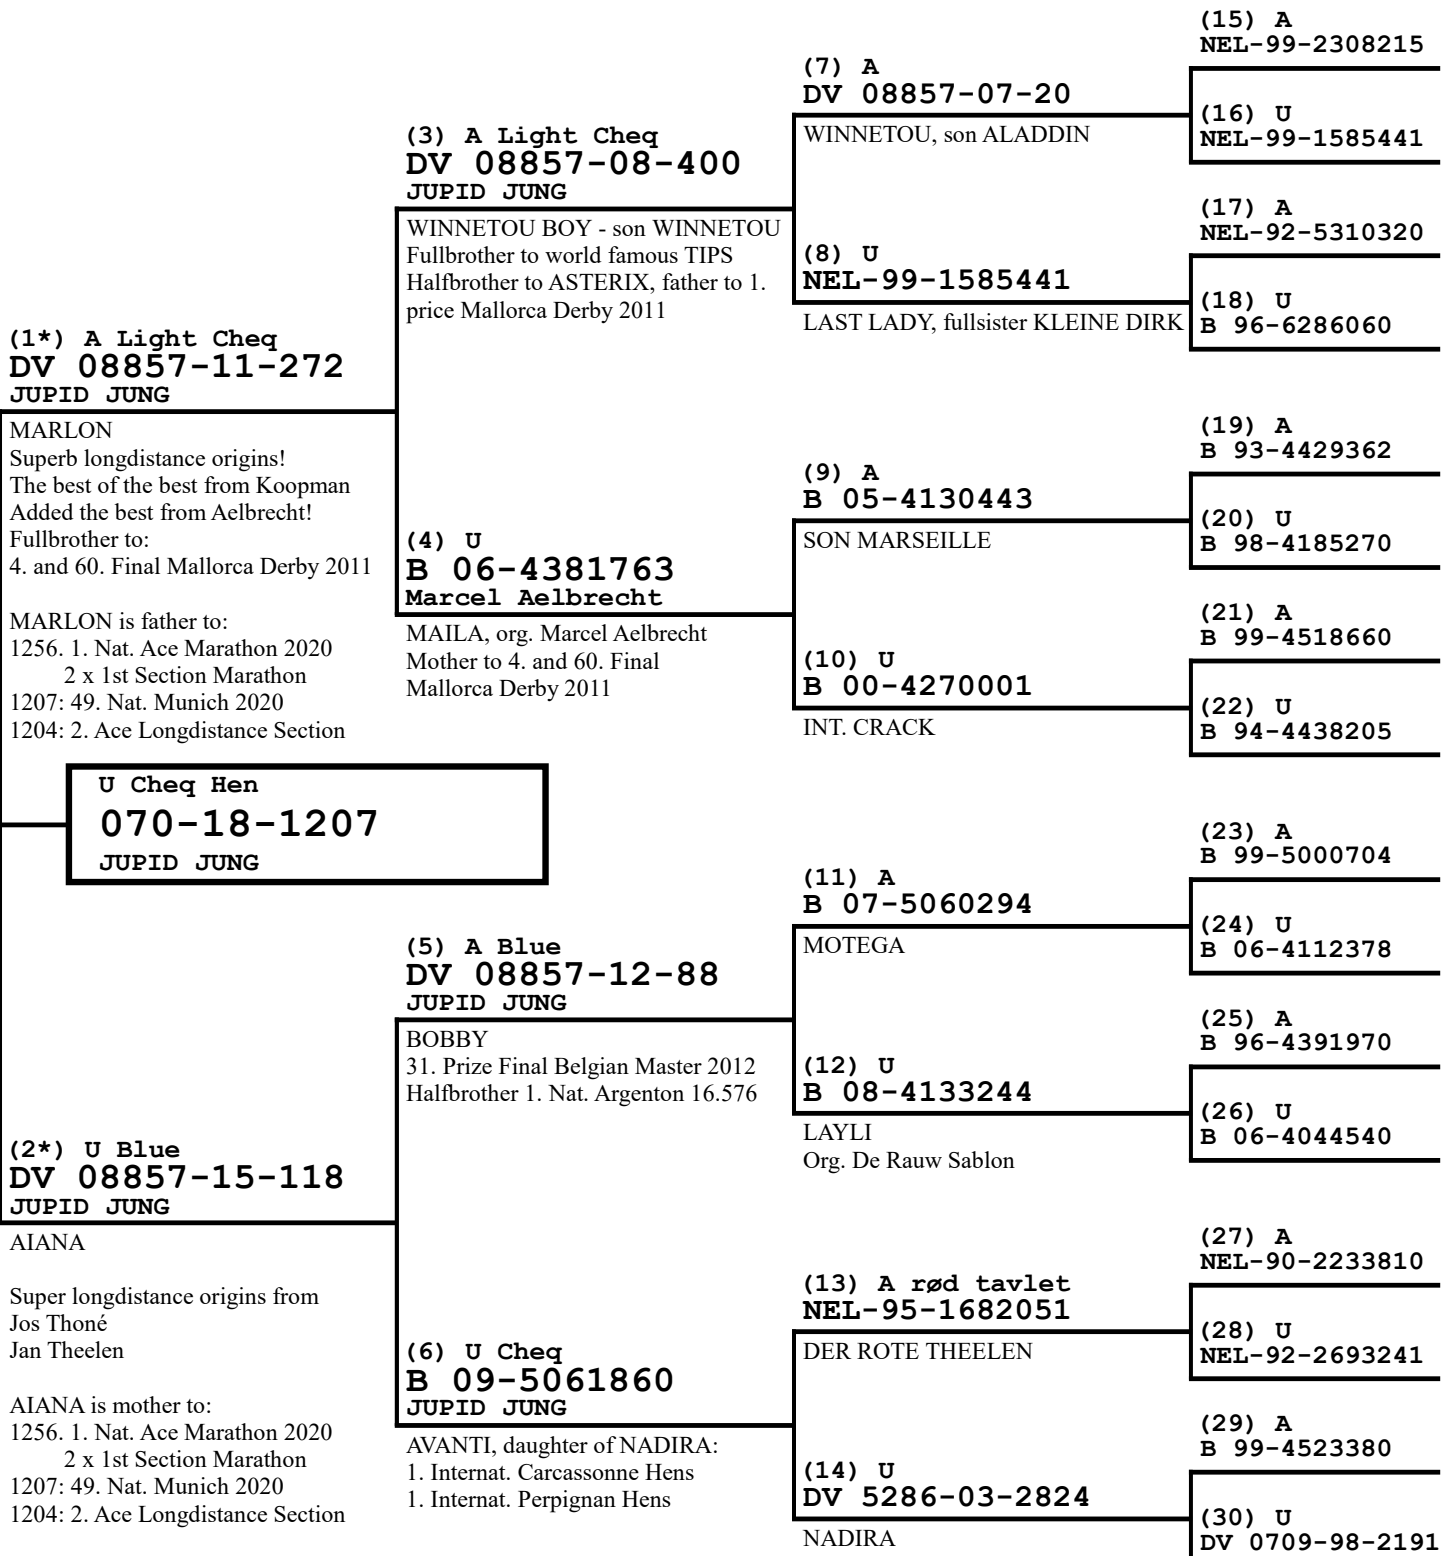 (1*) A Light Cheq
DV 08857-11-272
JUPID JUNG
MARLON
Superb longdistance origins!
The best of the best from Koopman
Added the best from Aelbrecht!
Fullbrother to:
4. and 60. Final Mallorca Derby 2011
MARLON is father to:
1256. 1. Nat. Ace Marathon 2020
2 x 1st Section Marathon
1207: 49. Nat. Munich 2020
1204: 2. Ace Longdistance Section
U Cheq Hen
070-18-1207
JUPID JUNG
(2*) U Blue
DV 08857-15-118
JUPID JUNG
AIANA
Super longdistance origins from
Jos Thoné
Jan Theelen
AIANA is mother to:
1256. 1. Nat. Ace Marathon 2020
2 x 1st Section Marathon
1207: 49. Nat. Munich 2020
1204: 2. Ace Longdistance Section
(3) A Light Cheq
DV 08857-08-400
JUPID JUNG
WINNETOU BOY - son WINNETOU
Fullbrother to world famous TIPS
Halfbrother to ASTERIX, father to 1.
price Mallorca Derby 2011
(4) U
B 06-4381763
Marcel Aelbrecht
MAILA, org. Marcel Aelbrecht
Mother to 4. and 60. Final
Mallorca Derby 2011
(5) A Blue
DV 08857-12-88
JUPID JUNG
BOBBY
31. Prize Final Belgian Master 2012
Halfbrother 1. Nat. Argenton 16.576
(6) U Cheq
B 09-5061860
JUPID JUNG
AVANTI, daughter of NADIRA:
1. Internat. Carcassonne Hens
1. Internat. Perpignan Hens
(7) A
DV 08857-07-20
WINNETOU, son ALADDIN
(8) U
NEL-99-1585441
LAST LADY, fullsister KLEINE DIRK
(9) A
B 05-4130443
SON MARSEILLE
(10) U
B 00-4270001
INT. CRACK
(11) A
B 07-5060294
MOTEGA
(12) U
B 08-4133244
LAYLI
Org. De Rauw Sablon
(13) A rød tavlet
NEL-95-1682051
DER ROTE THEELEN
(14) U
DV 5286-03-2824
NADIRA
(15) A
NEL-99-2308215
(16) U
NEL-99-1585441
(17) A
NEL-92-5310320
(18) U
B 96-6286060
(19) A
B 93-4429362
(20) U
B 98-4185270
(21) A
B 99-4518660
(22) U
B 94-4438205
(23) A
B 99-5000704
(24) U
B 06-4112378
(25) A
B 96-4391970
(26) U
B 06-4044540
(27) A
NEL-90-2233810
(28) U
NEL-92-2693241
(29) A
B 99-4523380
(30) U
DV 0709-98-2191